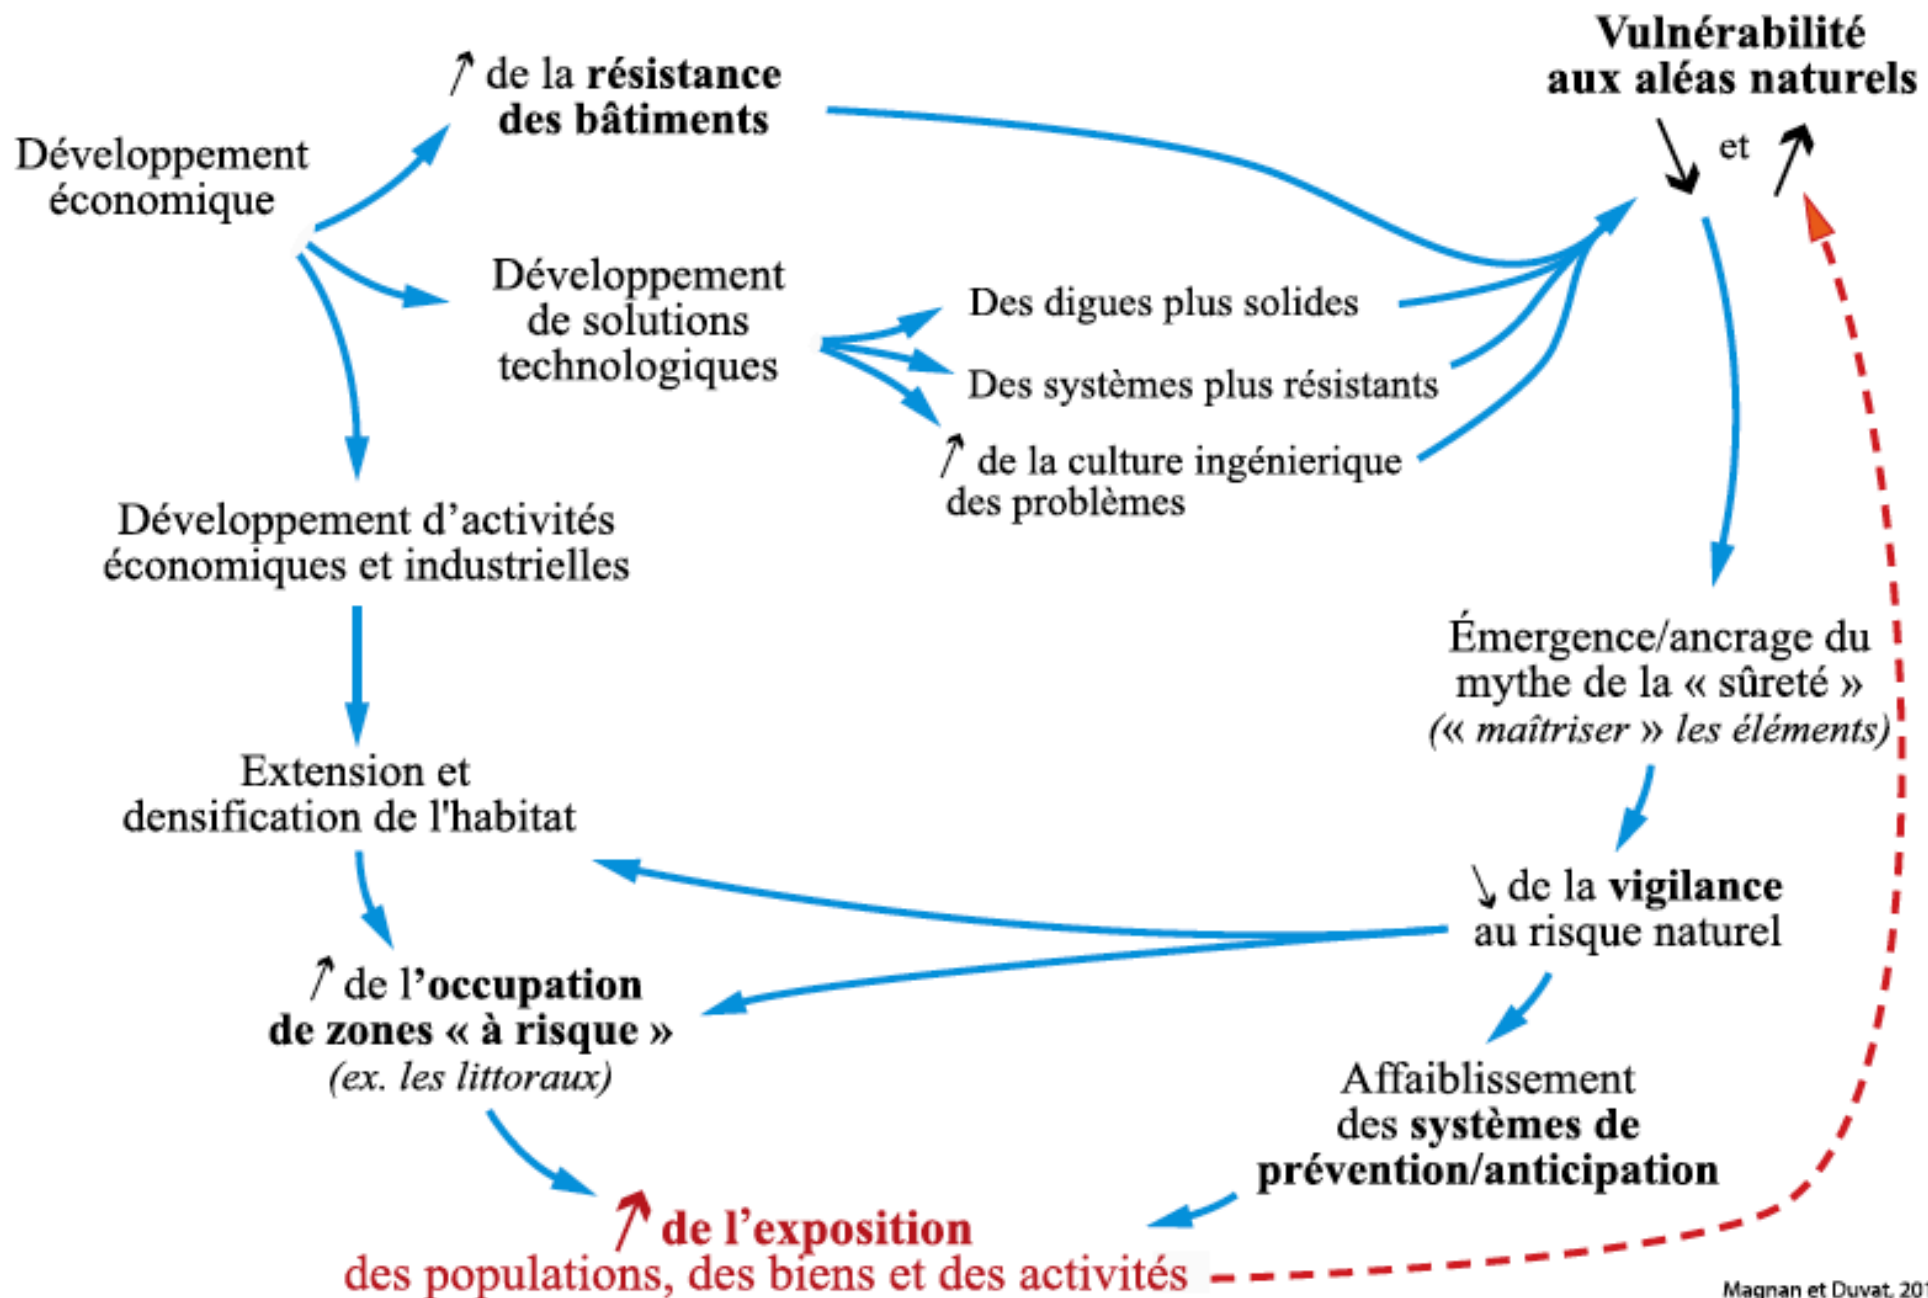 Vulnérabilité
aux aléas naturels
↘ et ↗
↗ de la résistance
des bâtiments
Développement
économique
Développement
de solutions
technologiques
Des digues plus solides
Des systèmes plus résistants
↗ de la culture ingénierique
des problèmes
Développement d’activités
économiques et industrielles
Émergence/ancrage du
mythe de la « sûreté »
(« maîtriser » les éléments)
Extension et
densification de l'habitat
↘ de la vigilance
au risque naturel
↗ de l’occupation
de zones « à risque »
(ex. les littoraux)
Affaiblissement
des systèmes de
prévention/anticipation
↗ de l’exposition
des populations, des biens et des activités
Magnan et Duvat, 201